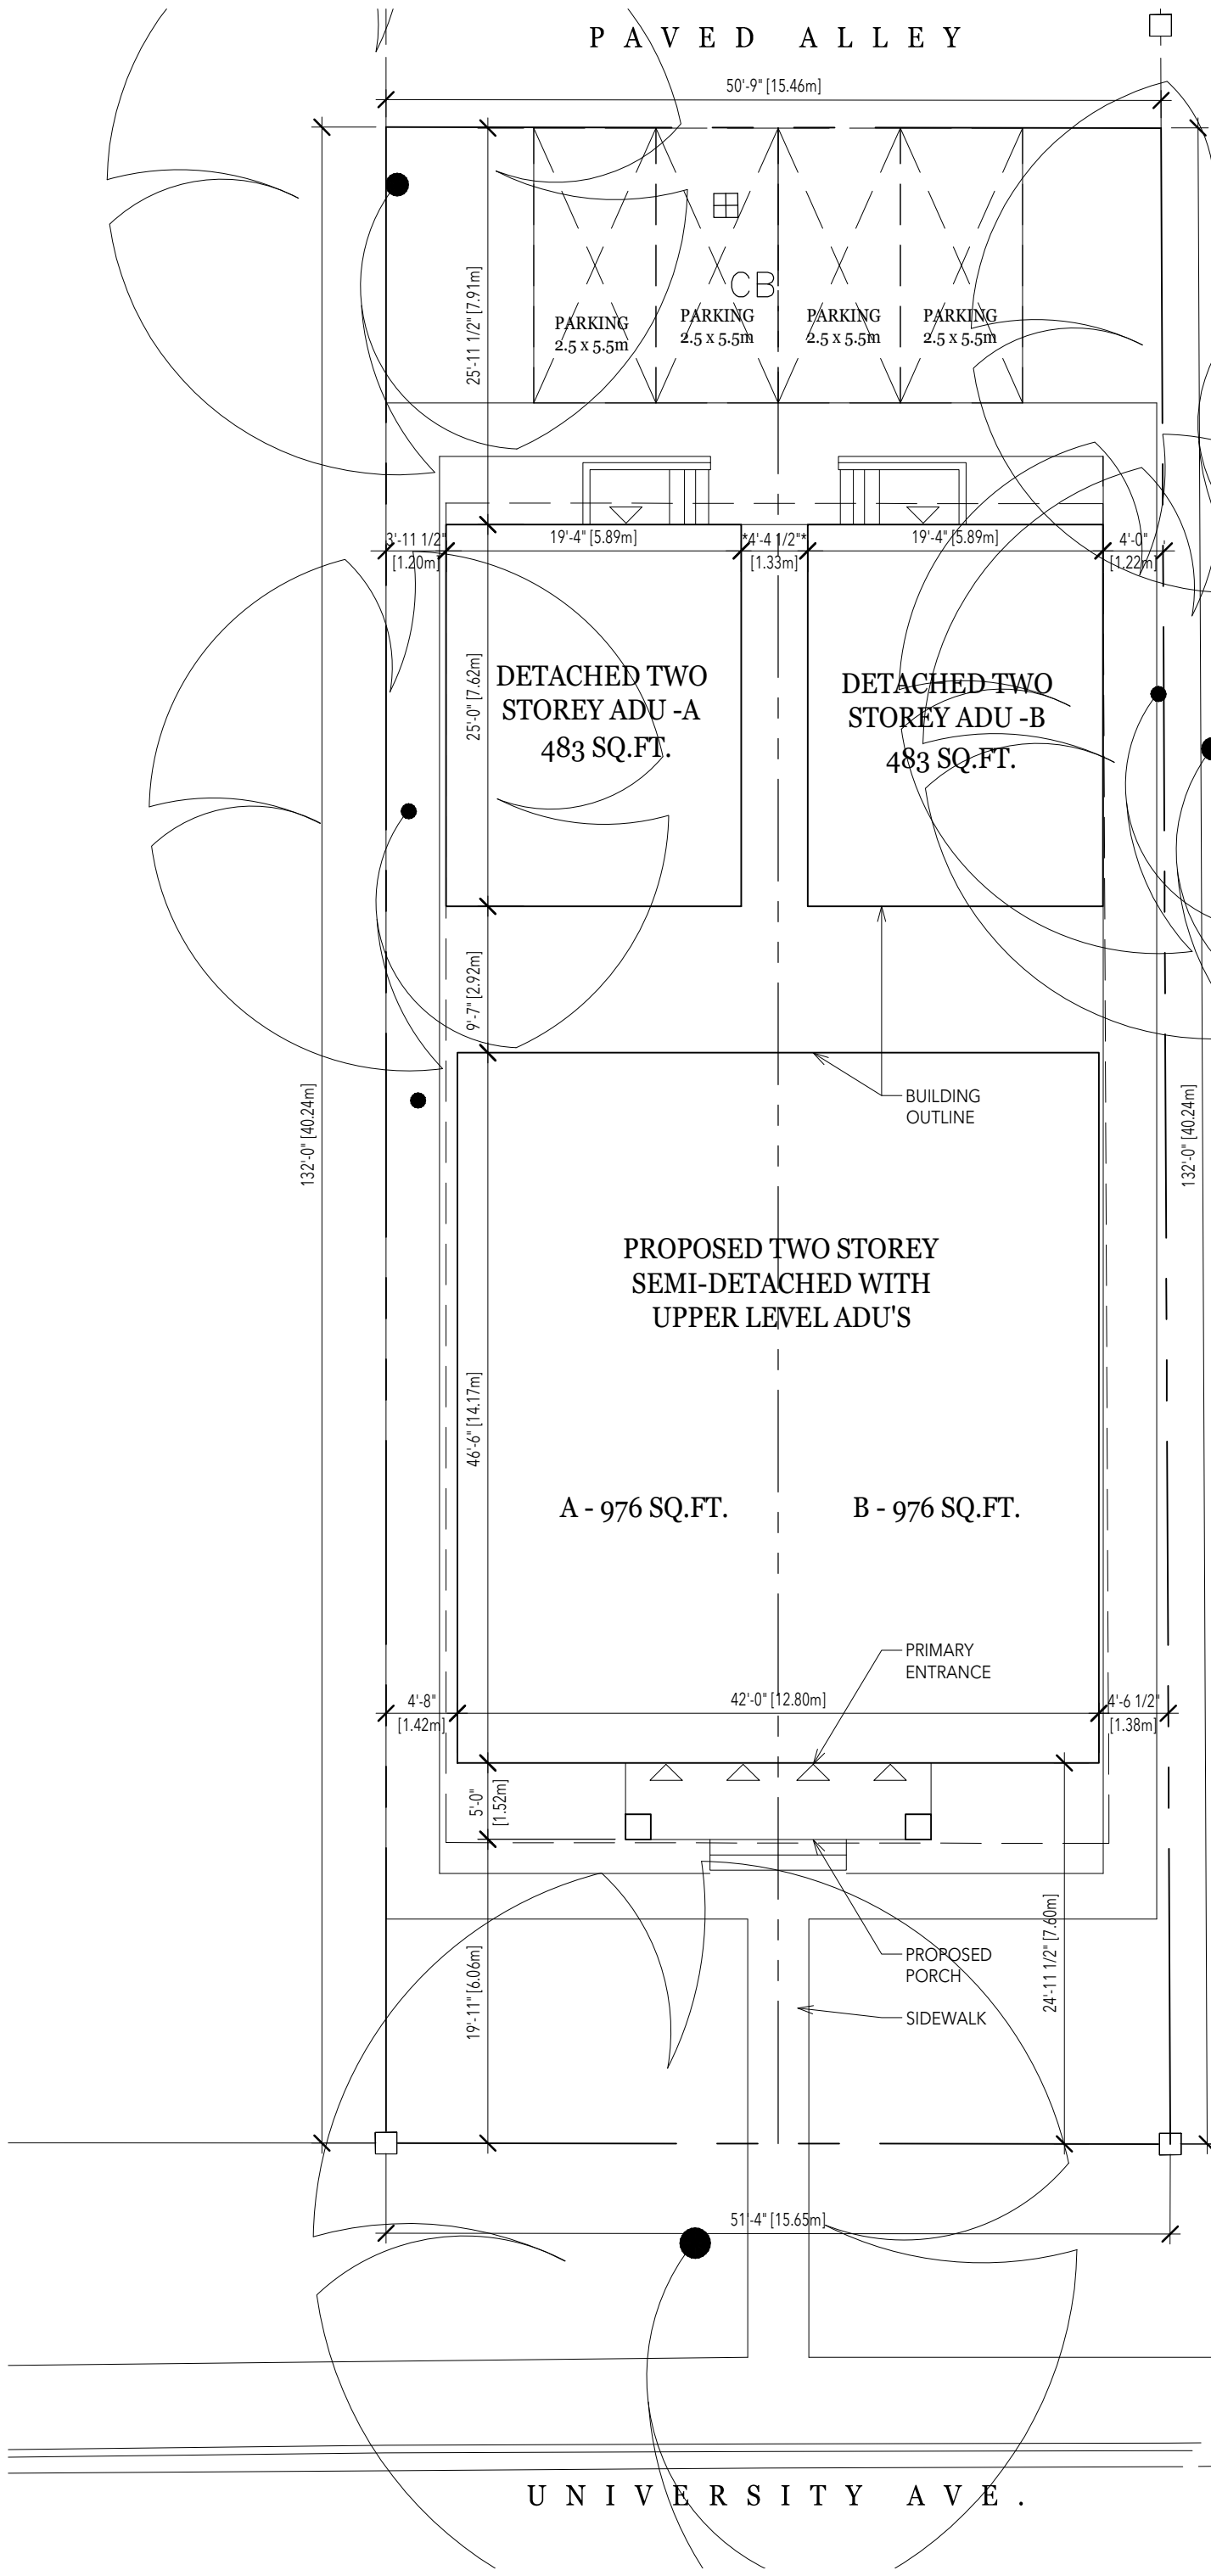 PAVED ALLEY
50'-9" [15.46m]
25'-11 1/2" [7.91m]
CB
PARKING
2.5 x 5.5m
PARKING
2.5 x 5.5m
PARKING
2.5 x 5.5m
PARKING
2.5 x 5.5m
3'-11 1/2"
[1.20m]
19'-4" [5.89m]
*4'-4 1/2"*
[1.33m]
19'-4" [5.89m]
4'-0"
[1.22m]
DETACHED TWO
STOREY ADU -A
483 SQ.FT.
DETACHED TWO
STOREY ADU -B
483 SQ.FT.
25'-0" [7.62m]
9'-7" [2.92m]
132'-0" [40.24m]
132'-0" [40.24m]
BUILDING
OUTLINE
PROPOSED TWO STOREY
SEMI-DETACHED WITH
UPPER LEVEL ADU'S
46'-6" [14.17m]
A - 976 SQ.FT.
B - 976 SQ.FT.
PRIMARY
ENTRANCE
4'-8"
[1.42m]
42'-0" [12.80m]
4'-6 1/2"
[1.38m]
5'-0"
[1.52m]
19'-11" [6.06m]
24'-11 1/2" [7.60m]
PROPOSED
PORCH
SIDEWALK
51'-4" [15.65m]
UNIVERSITY AVE.